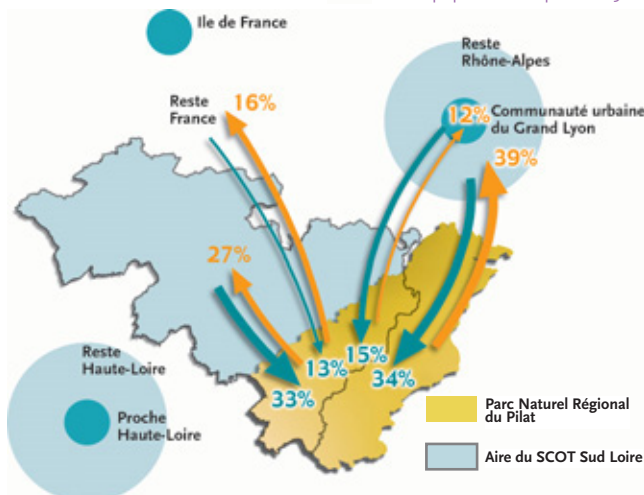 Ile de France
Reste
Rhône-Alpes
Reste
France
16%
12%
Communauté urbaine
du Grand Lyon
39%
27%
13%
15%
34%
33%
Reste
Haute-Loire
Proche
Haute-Loire
Parc Naturel Régional
du Pilat
Aire du SCOT Sud Loire